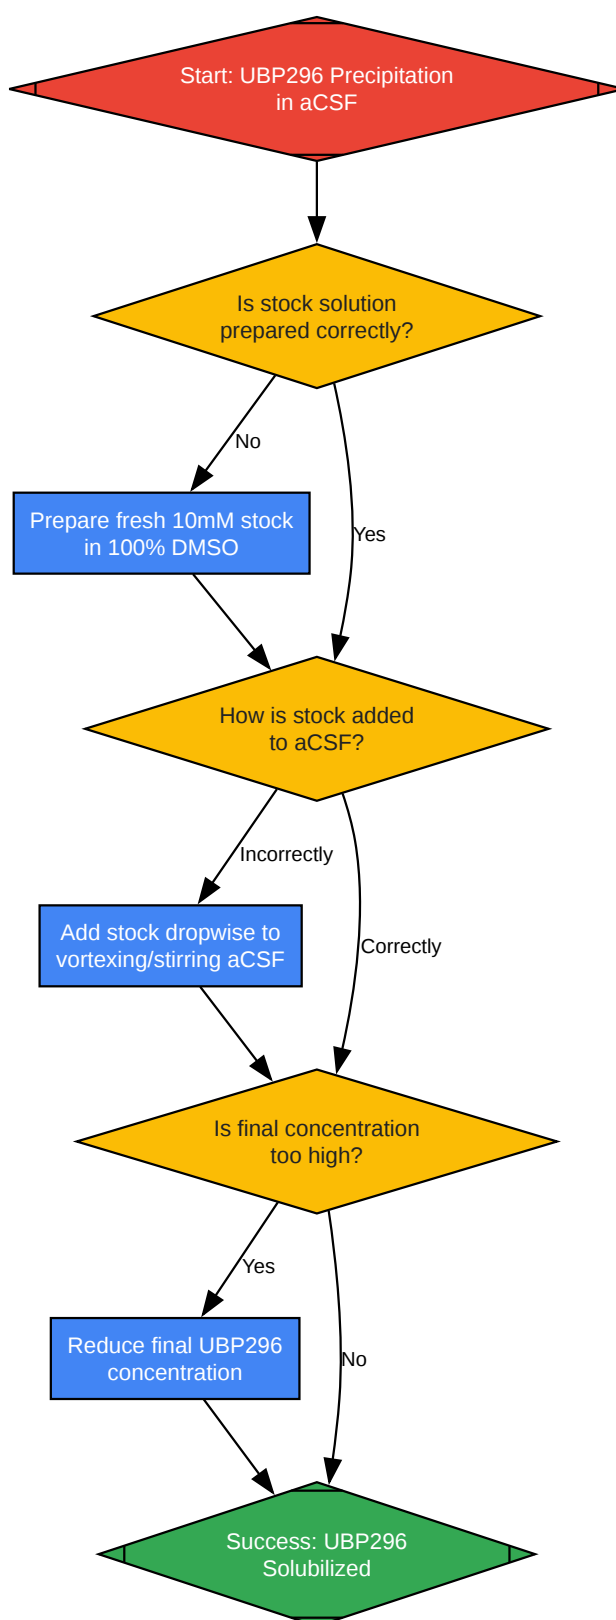 Start: UBP296 Precipitation
in aCSF
Is stock solution
prepared correctly?
No
Prepare fresh 10mM stock
in 100% DMSO
Yes
How is stock added
to aCSF?
Incorrectly
Add stock dropwise to
vortexing/stirring aCSF
Correctly
Is final concentration
too high?
Yes
Reduce final UBP296
concentration
No
Success: UBP296
Solubilized